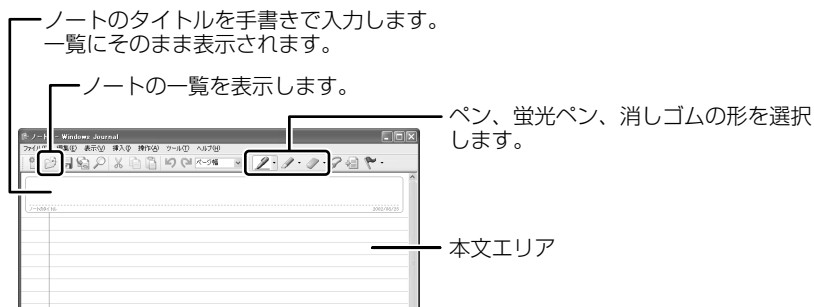 ノートのタイトルを手書きで入力します。
一覧にそのまま表示されます。
ノートの一覧を表示します。
ペン、蛍光ペン、消しゴムの形を選択
します。
Windows Journal
表示(V) 挿入(I) 操作(A) ツール(T) ヘルプ(H)
ページ幅
本文エリア